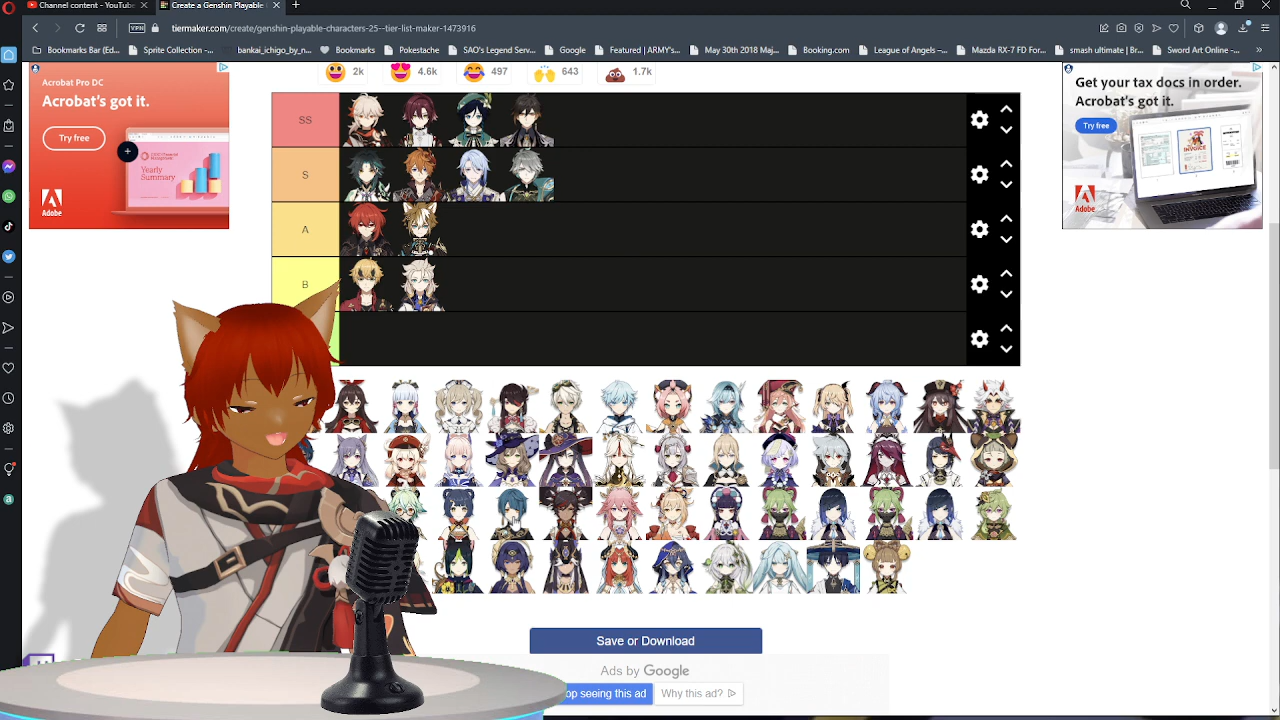 Channel content - YouTube
Create a Genshin Playable
VPN
tiermaker.com/create/genshin-playable-characters-25--tier-list-maker-1473916
Bookmarks Bar (Ed...
Sprite Collection -...
bankai_ichigo_by_n...
Bookmarks
Pokestache
SAO's Legend Serv...
Google
Featured | ARMY's...
May 30th 2018 Maj...
Booking.com
League of Angels -...
Mazda RX-7 FD For...
smash ultimate | Br...
Sword Art Online -...
2k
4.6k
497
643
1.7k
Acrobat Pro DC
Acrobat's got it.
Try free
Yearly
Summary
Adobe
Get your tax docs in order.
Acrobat's got it.
Try free
INVOICE
Adobe
SS
S
A
B
Save or Download
Ads by Google
op seeing this ad
Why this ad?